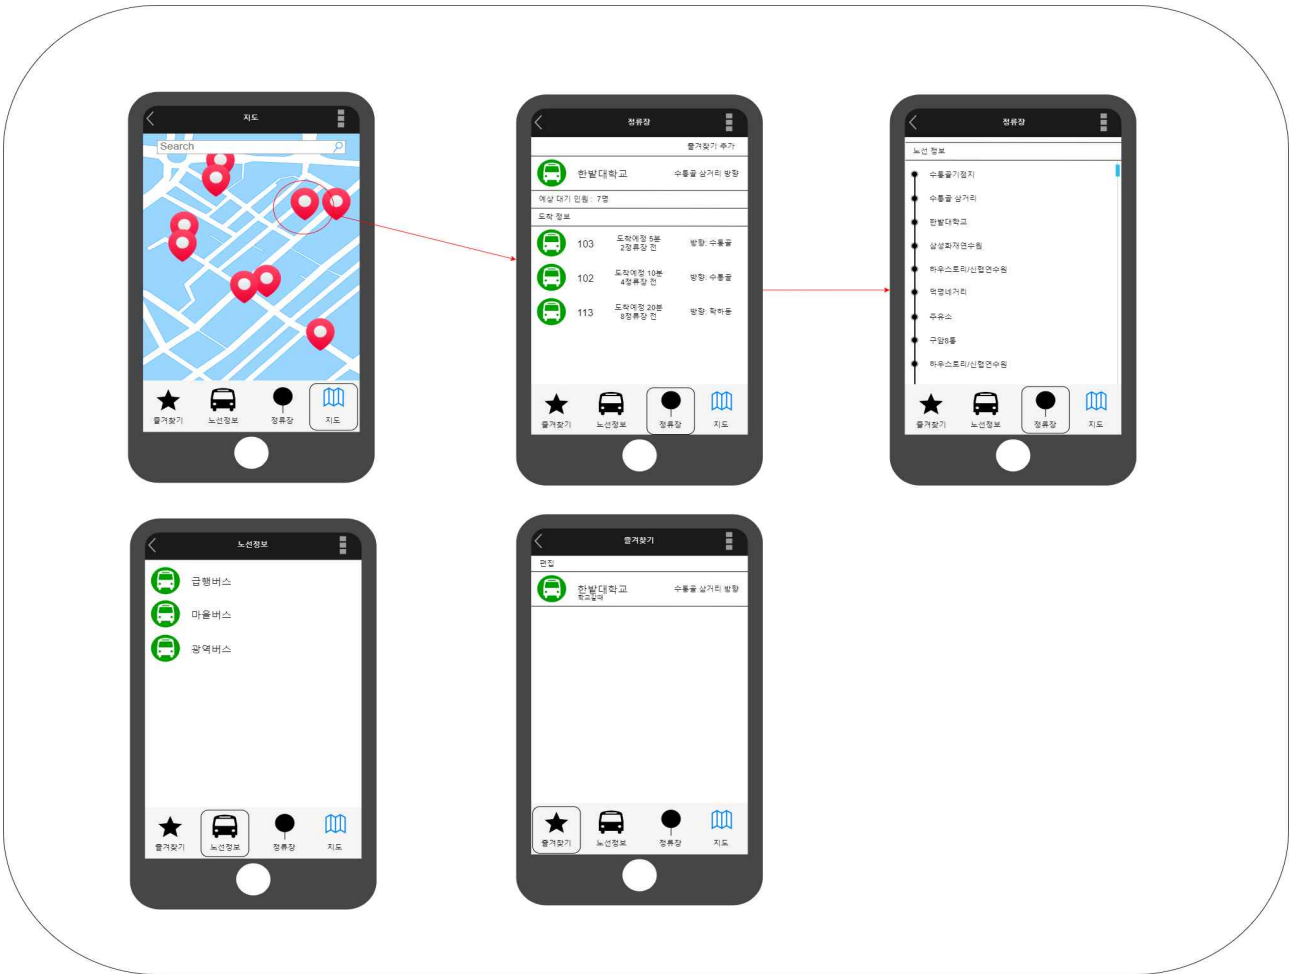 지도
Search
즐겨찾기
노선정보
정류장
지도
정류장
즐겨찾기 추가
한밭대학교
수통골 삼거리 방향
예상 대기 인원 : 7명
도착 정보
103
도착예정 5분
2정류장 전
방향: 수통골
102
도착예정 10분
4정류장 전
방향: 수통골
113
도착예정 20분
8정류장 전
방향: 학하동
즐겨찾기
노선정보
정류장
지도
정류장
노선 정보
수통골기점지
수통골 삼거리
한밭대학교
삼성화재연수원
하우스토리/신협연수원
덕명네거리
주유소
구암8통
하우스토리/신협연수원
즐겨찾기
노선정보
정류장
지도
노선정보
급행버스
마을버스
광역버스
즐겨찾기
노선정보
정류장
지도
즐겨찾기
편집
한밭대학교
학교갈때
수통골 삼거리 방향
즐겨찾기
노선정보
정류장
지도